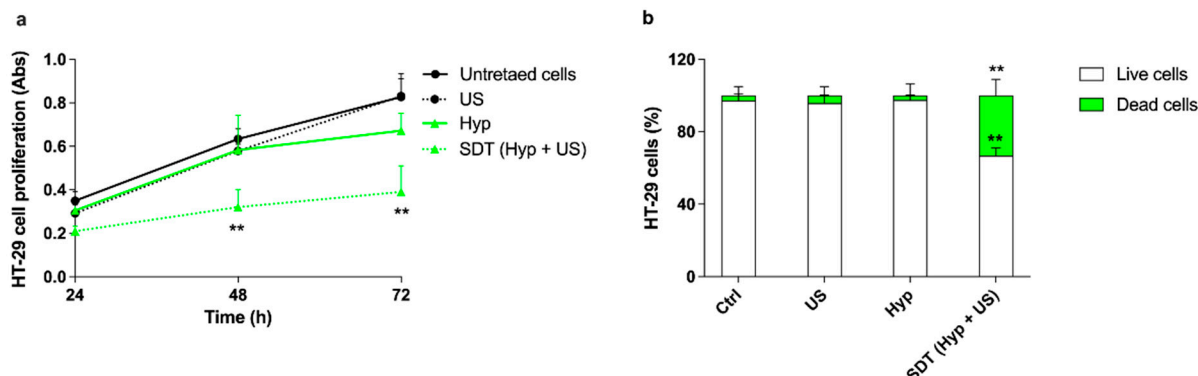 a
HT-29 cell proliferation (Abs)
1.0
0.8
0.6
0.4
0.2
0.0
24
48
72
Time (h)
**
**
Untretaed cells
US
Hyp
SDT (Hyp + US)
b
HT-29 cells (%)
120
80
40
0
**
**
Ctrl
US
Hyp
SDT (Hyp + US)
Live cells
Dead cells